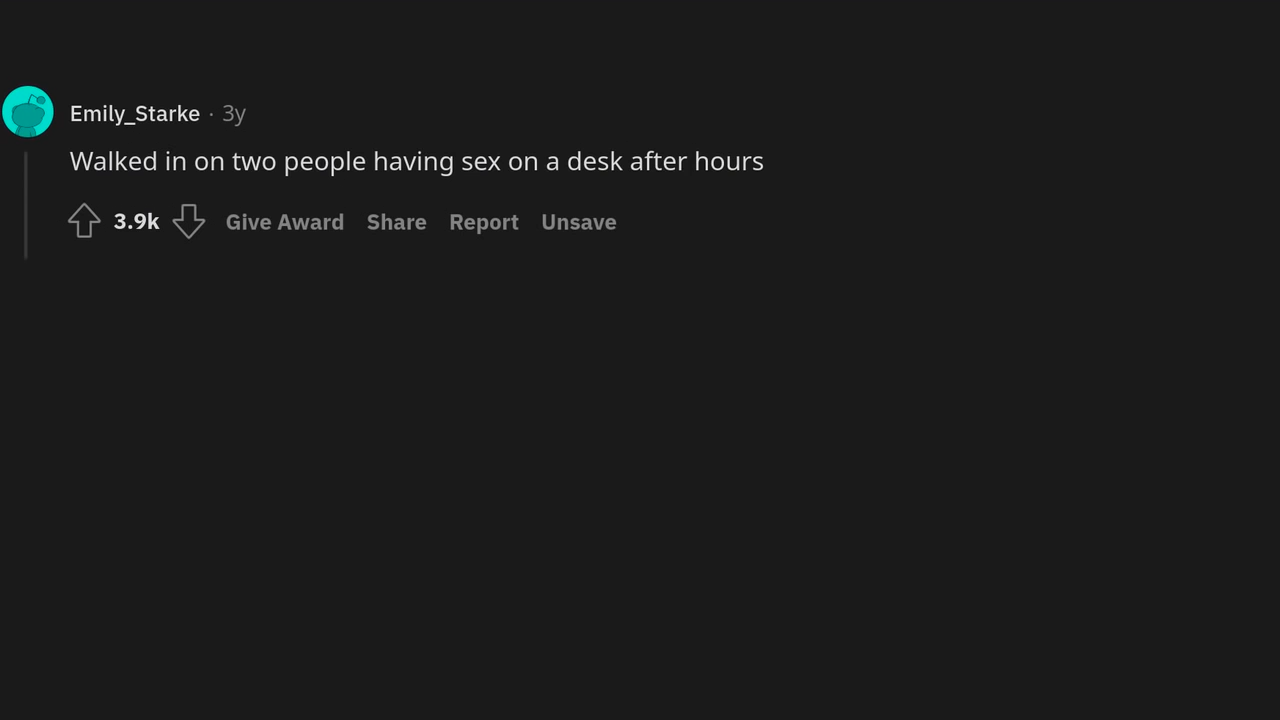 Emily_Starke · 3y
Walked in on two people having sex on a desk after hours
3.9k Give Award Share Report Unsave